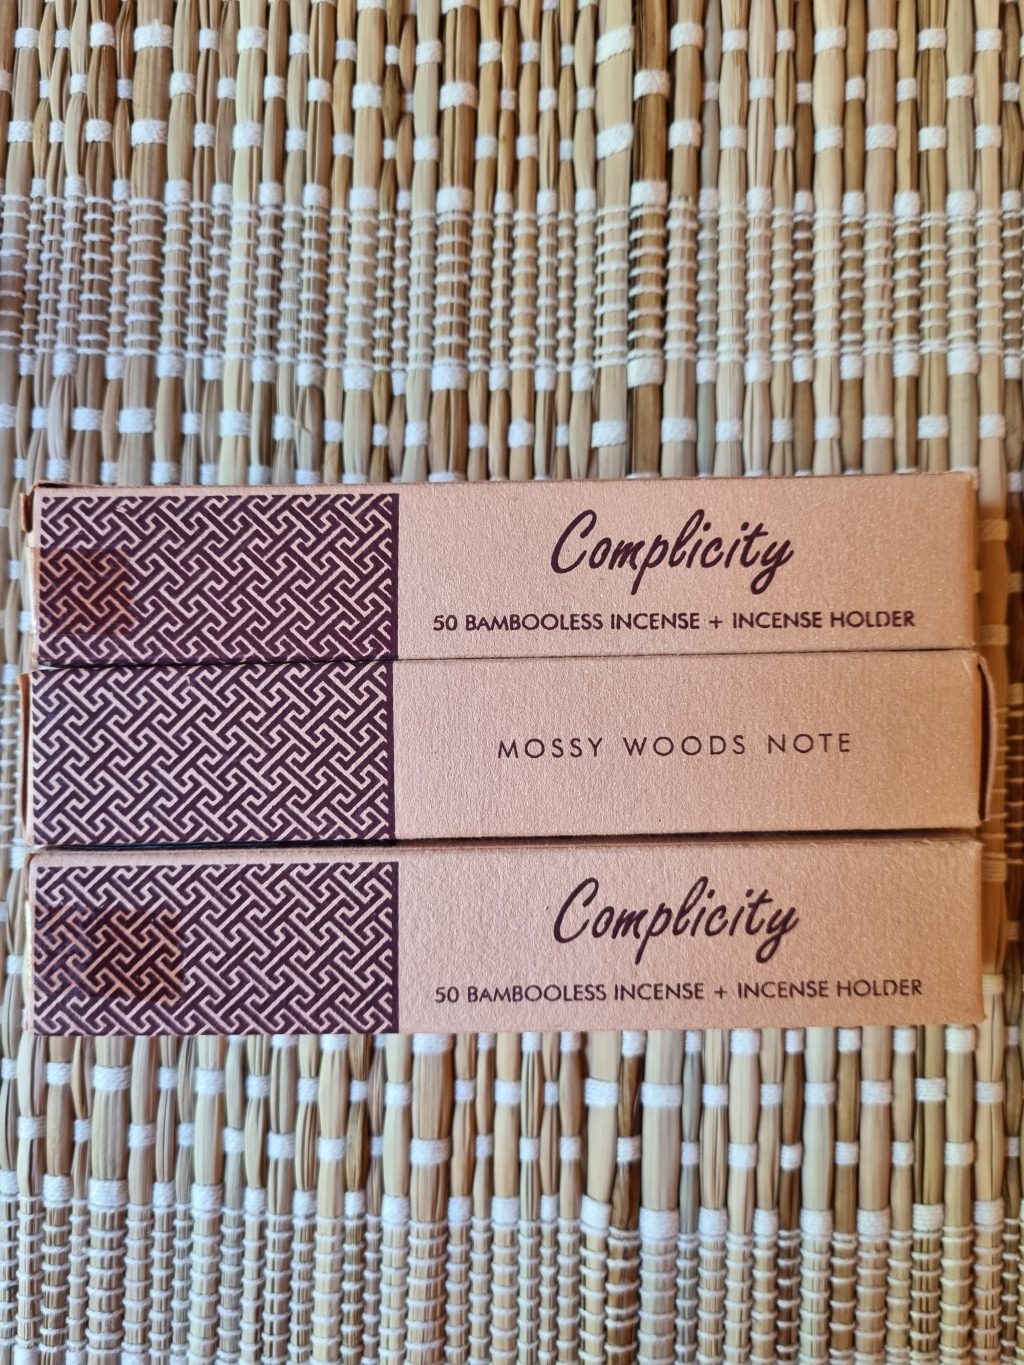 Complicity
50 BAMBOOLESS INCENSE + INCENSE HOLDER
MOSSY WOODS NOTE
Complicity
50 BAMBOOLESS INCENSE + INCENSE HOLDER